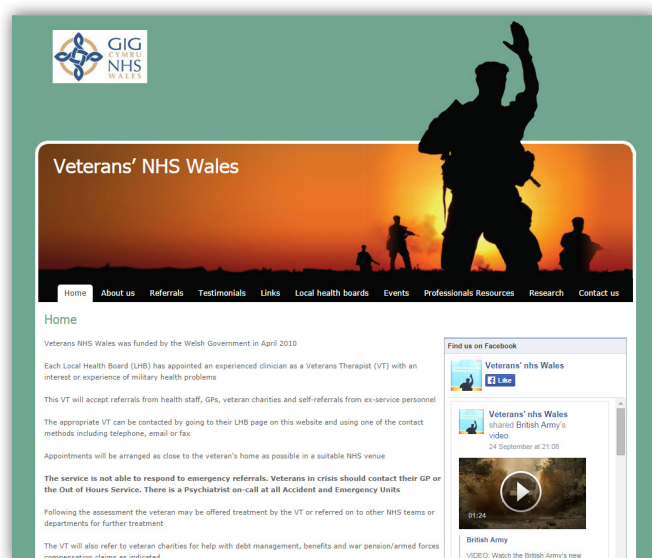 GIG
CYMRU
NHS
WALES
Veterans' NHS Wales
Home About us Referrals Testimonials Links Local health boards Events Professionals Resources Research Contact us
Home
Veterans NHS Wales was funded by the Welsh Government in April 2010
Each Local Health Board (LHB) has appointed an experienced clinician as a Veterans Therapist (VT) with an
interest or experience of military health problems
This VT will accept referrals from health staff, GPs, veteran charities and self-referrals from ex-service personnel
The appropriate VT can be contacted by going to their LHB page on this website and using one of the contact
methods including telephone, email or fax
Appointments will be arranged as close to the veteran's home as possible in a suitable NHS venue
The service is not able to respond to emergency referrals. Veterans in crisis should contact their GP or
the Out of Hours Service. There is a Psychiatrist on-call at all Accident and Emergency Units
Following the assessment the veteran may be offered treatment by the VT or referred on to other NHS teams or
departments for further treatment
The VT will also refer to veteran charities for help with debt management, benefits and war pension/armed forces
compensation claims as indicated
Find us on Facebook
Veterans' nhs Wales
Like
Veterans' nhs Wales
shared British Army's
video.
24 September at 21:08
01:24
British Army
VIDEO: Watch the British Army's new